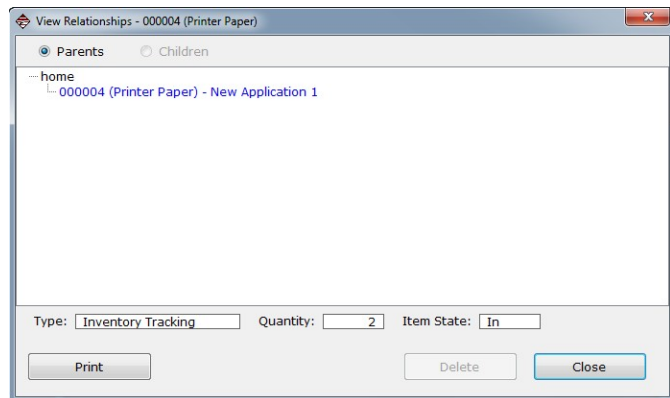 View Relationships - 000004 (Printer Paper)
Parents Children
home
000004 (Printer Paper) - New Application 1
Type: Inventory Tracking Quantity: 2 Item State: In
Print Delete Close